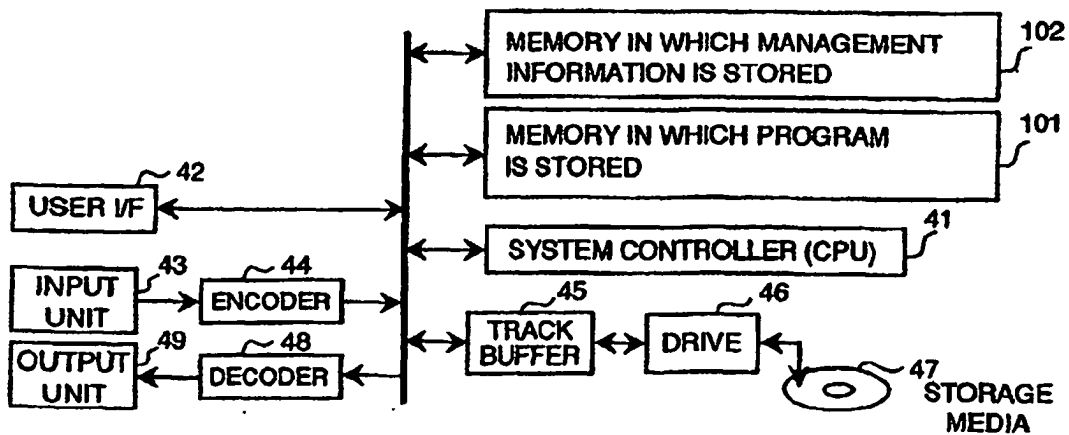 MEMORY IN WHICH MANAGEMENT
INFORMATION IS STORED
102
MEMORY IN WHICH PROGRAM
IS STORED
101
42
USER I/F
SYSTEM CONTROLLER (CPU)
41
43
INPUT
UNIT
44
ENCODER
45
TRACK
BUFFER
46
DRIVE
49
OUTPUT
UNIT
48
DECODER
47
STORAGE
MEDIA